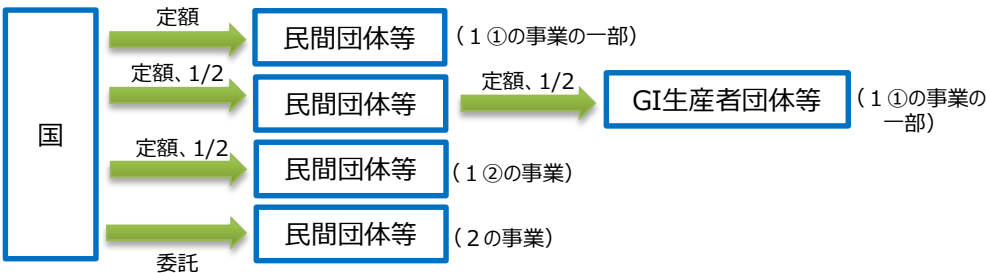 国
定額
民間団体等
(1①の事業の一部)
定額、1/2
民間団体等
定額、1/2
GI生産者団体等
(1①の事業の
一部)
定額、1/2
民間団体等
(1②の事業)
委託
民間団体等
(2の事業)